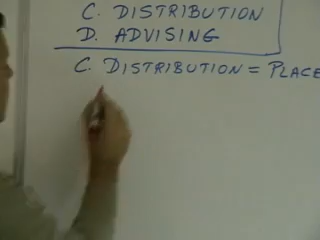 C. DISTRIBUTION
D. ADVISING
C. DISTRIBUTION = PLACE